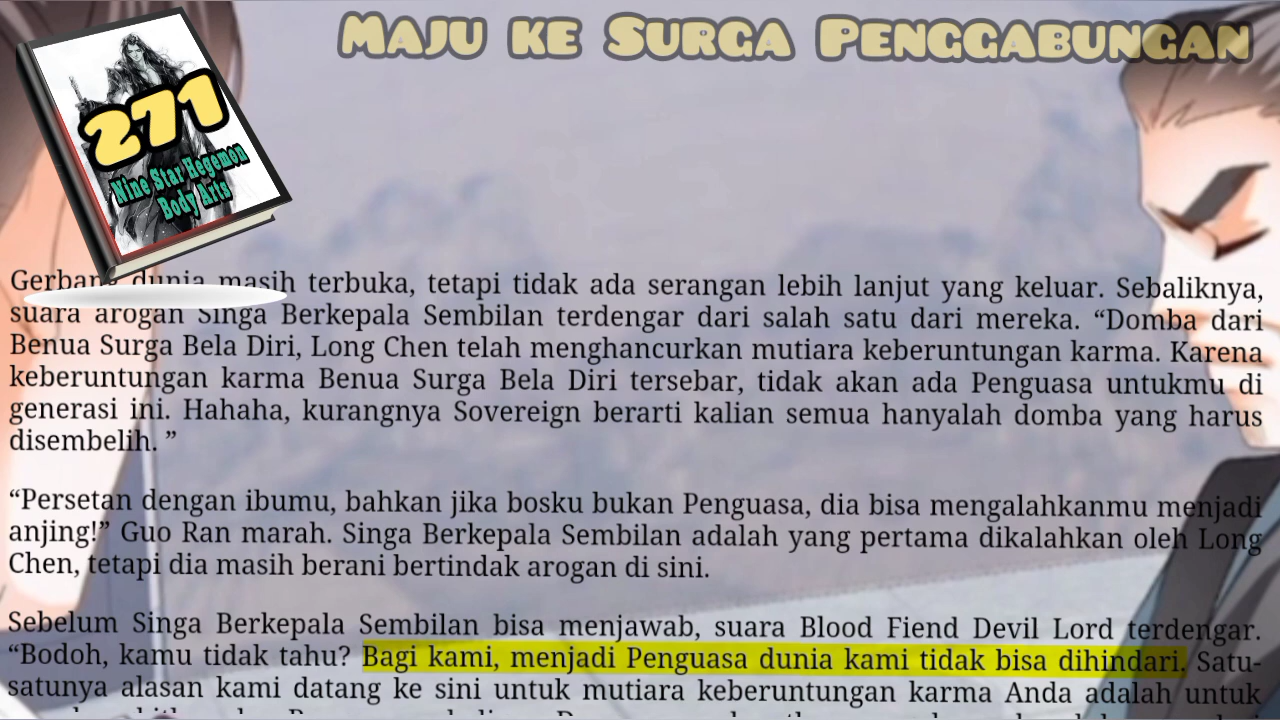 Maju ke Surga Penggabungan
271
Nine Star Hegemon
Body Arts
Gerbang dunia masih terbuka, tetapi tidak ada serangan lebih lanjut yang keluar. Sebaliknya,
suara arogan Singa Berkepala Sembilan terdengar dari salah satu dari mereka. “Domba dari
Benua Surga Bela Diri, Long Chen telah menghancurkan mutiara keberuntungan karma. Karena
keberuntungan karma Benua Surga Bela Diri tersebar, tidak akan ada Penguasa untukmu di
generasi ini. Hahaha, kurangnya Sovereign berarti kalian semua hanyalah domba yang harus
disembelih. ”
“Persetan dengan ibumu, bahkan jika bosku bukan Penguasa, dia bisa mengalahkanmu menjadi
anjing!” Guo Ran marah. Singa Berkepala Sembilan adalah yang pertama dikalahkan oleh Long
Chen, tetapi dia masih berani bertindak arogan di sini.
Sebelum Singa Berkepala Sembilan bisa menjawab, suara Blood Fiend Devil Lord terdengar.
“Bodoh, kamu tidak tahu? Bagi kami, menjadi Penguasa dunia kami tidak bisa dihindari. Satu-
satunya alasan kami datang ke sini untuk mutiara keberuntungan karma Anda adalah untuk